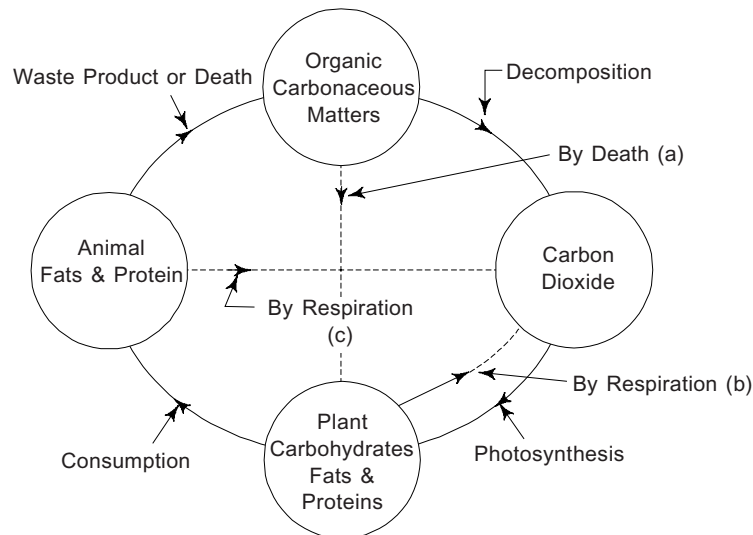 Organic
Carbonaceous
Matters
Waste Product or Death
Decomposition
By Death (a)
Animal
Fats & Protein
Carbon
Dioxide
By Respiration
(c)
By Respiration (b)
Plant
Carbohydrates
Fats &
Proteins
Consumption
Photosynthesis